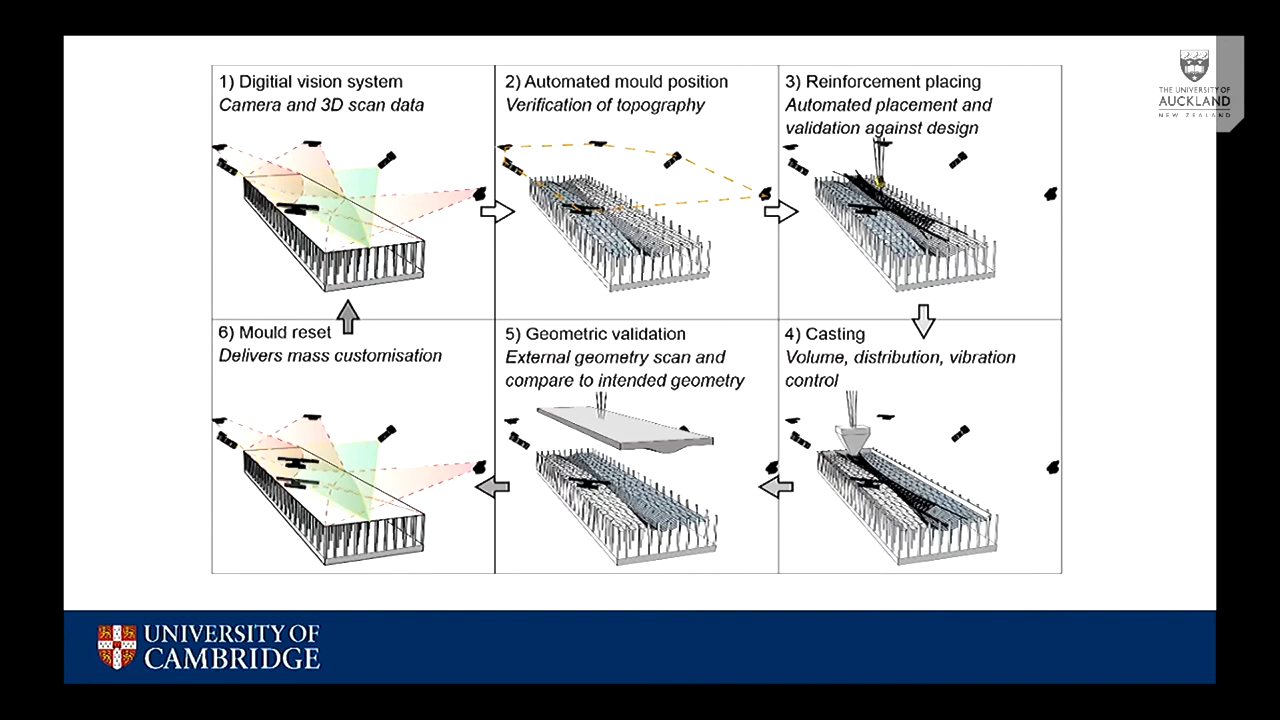 1) Digitial vision system
Camera and 3D scan data
2) Automated mould position
Verification of topography
3) Reinforcement placing
Automated placement and
validation against design
THE UNIVERSITY OF
AUCKLAND
NEW ZEALAND
6) Mould reset
Delivers mass customisation
5) Geometric validation
External geometry scan and
compare to intended geometry
4) Casting
Volume, distribution, vibration
control
UNIVERSITY OF
CAMBRIDGE